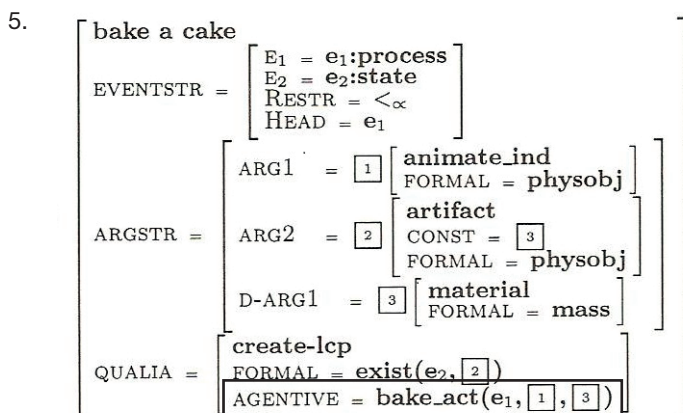 5.
bake a cake
EVENTSTR =
E₁ = e₁:process
E₂ = e₂:state
RESTR = <∝
HEAD = e₁
ARGSTR =
ARG1 = 1 animate_ind
FORMAL = physobj
ARG2 = 2 artifact
CONST = 3
FORMAL = physobj
D-ARG1 = 3 material
FORMAL = mass
QUALIA =
create-lcp
FORMAL = exist(e₂, 2)
AGENTIVE = bake_act(e₁, 1, 3)